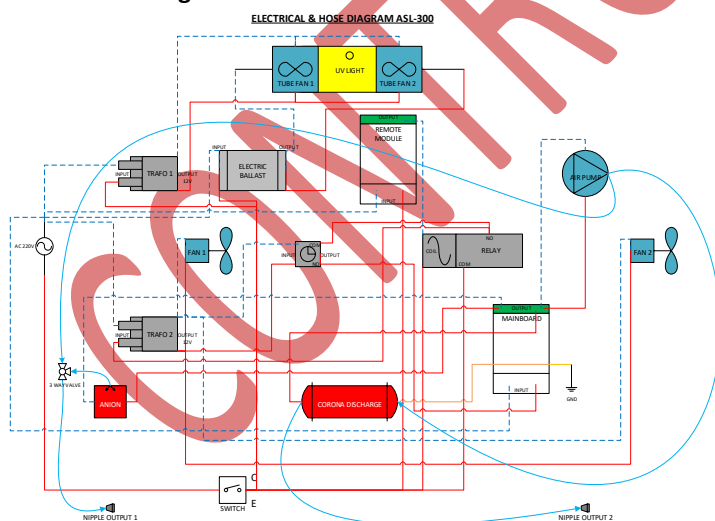 ELECTRICAL & HOSE DIAGRAM ASL-300
TUBE FAN 1
UV LIGHT
TUBE FAN 2
OUTPUT
REMOTE MODULE
INPUT
INPUT
TRAFO 1
OUTPUT
12V
INPUT
ELECTRIC BALLAST
OUTPUT
AIR PUMP
AC 220V
FAN 1
INPUT
COM
OUTPUT
NO
COIL
NO
RELAY
COM
FAN 2
INPUT
TRAFO 2
OUTPUT
12V
OUTPUT
MAINBOARD
INPUT
3 WAY VALVE
ANION
CORONA DISCHARGE
GND
C
SWITCH
E
NIPPLE OUTPUT 1
NIPPLE OUTPUT 2